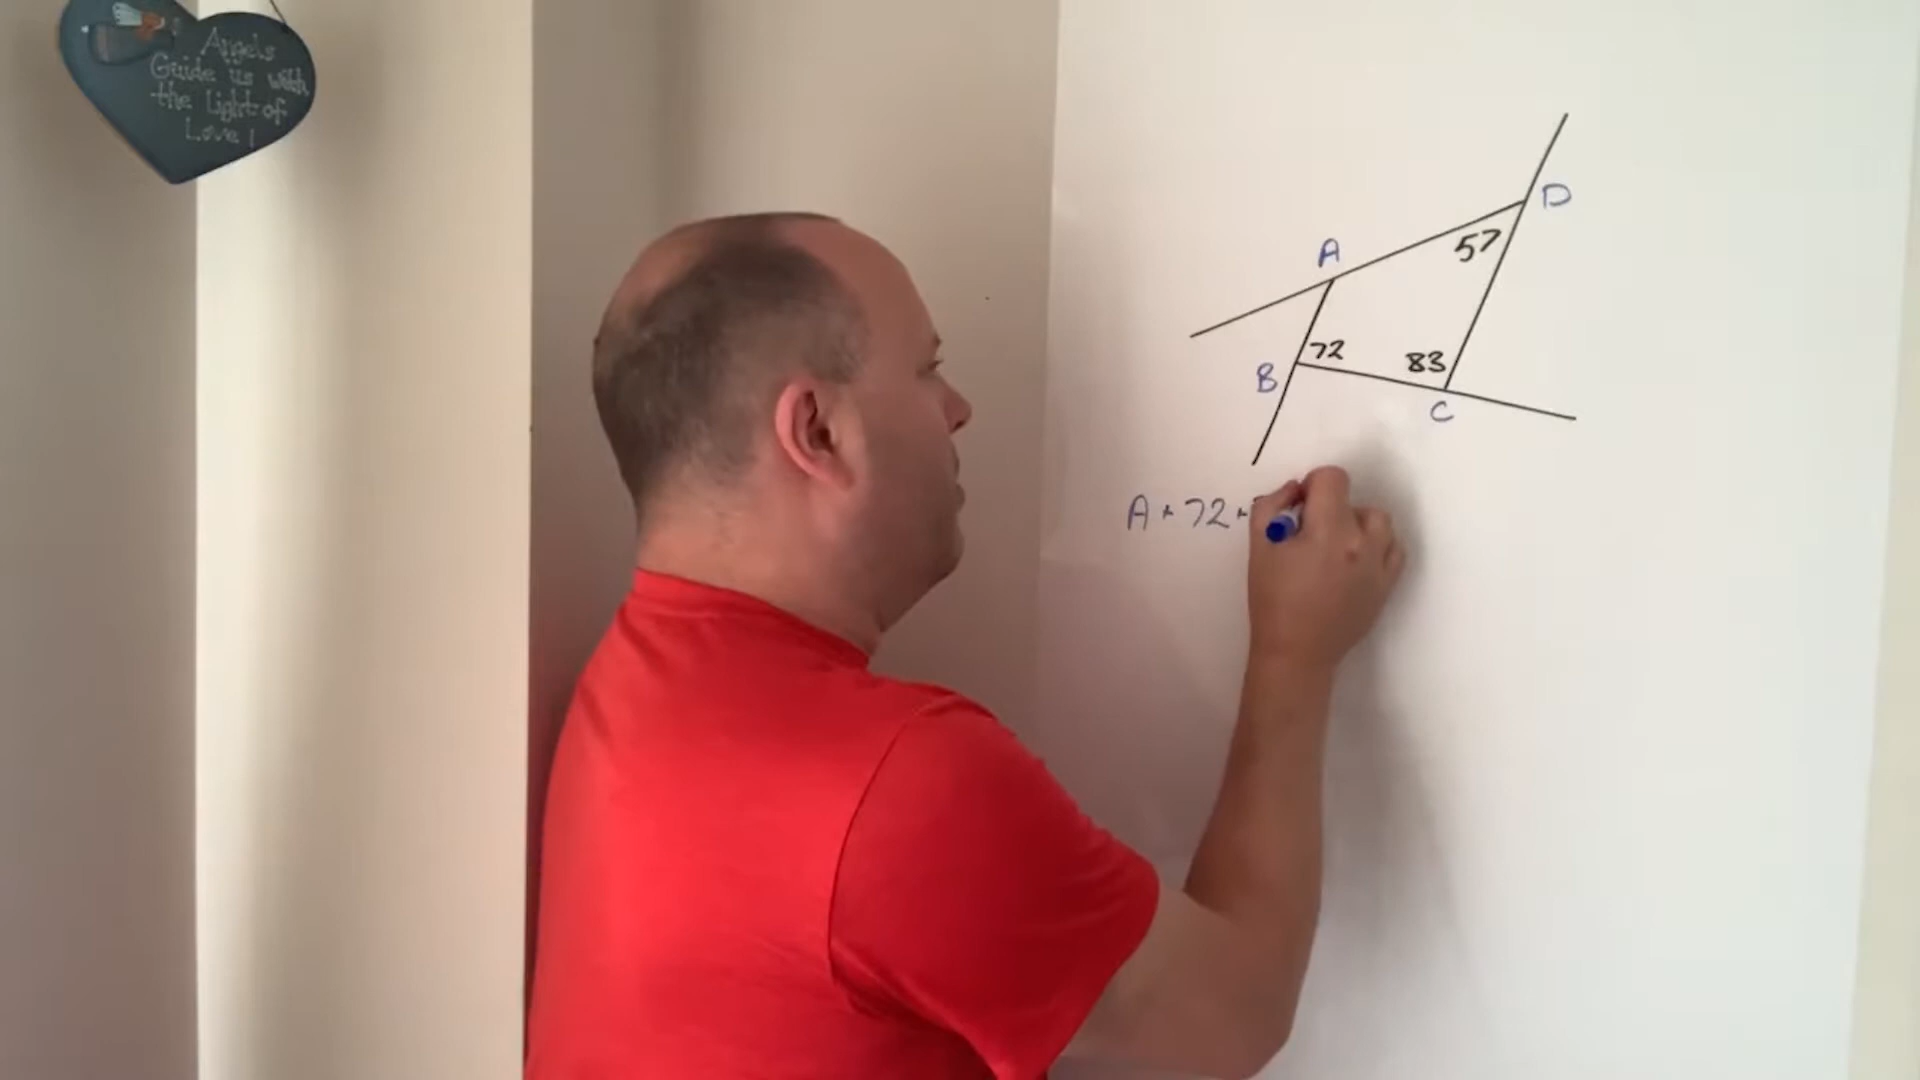 Angels
Guide us with
the Light of
Love !
D
57
A
72
83
B
C
A + 72 +